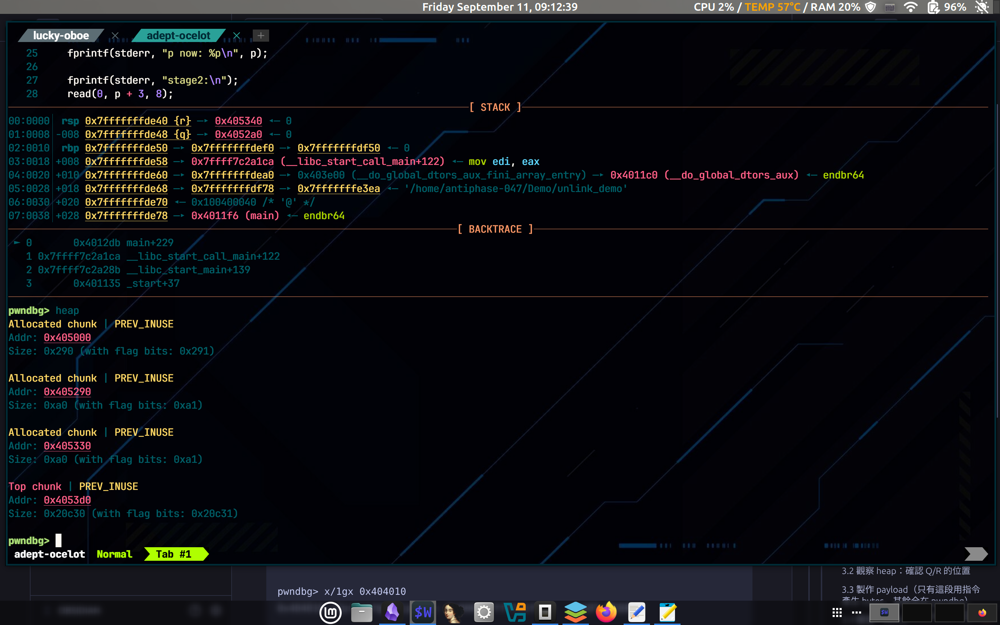 Friday September 11, 09:12:39
CPU 2% / TEMP 57°C / RAM 20% 96%
lucky-oboe × adept-ocelot × +
25 fprintf(stderr, "p now: %p\n", p);
26
27 fprintf(stderr, "stage2:\n");
28 read(0, p + 3, 8);
[ STACK ]
00:0000│ rsp 0x7fffffffde40 {r} —▸ 0x405340 ◂— 0
01:0008│-008 0x7fffffffde48 {q} —▸ 0x4052a0 ◂— 0
02:0010│ rbp 0x7fffffffde50 —▸ 0x7fffffffdef0 —▸ 0x7fffffffdf50 ◂— 0
03:0018│+008 0x7fffffffde58 —▸ 0x7ffff7c2a1ca (__libc_start_call_main+122) ◂— mov edi, eax
04:0020│+010 0x7fffffffde60 —▸ 0x7fffffffdea0 —▸ 0x403e00 (__do_global_dtors_aux_fini_array_entry) —▸ 0x4011c0 (__do_global_dtors_aux) ◂— endbr64
05:0028│+018 0x7fffffffde68 —▸ 0x7fffffffdf78 —▸ 0x7fffffffe3ea ◂— '/home/antiphase-047/Demo/unlink_demo'
06:0030│+020 0x7fffffffde70 ◂— 0x100400040 /* '@' */
07:0038│+028 0x7fffffffde78 —▸ 0x4011f6 (main) ◂— endbr64
[ BACKTRACE ]
► 0 0x4012db main+229
1 0x7ffff7c2a1ca __libc_start_call_main+122
2 0x7ffff7c2a28b __libc_start_main+139
3 0x401135 _start+37
pwndbg> heap
Allocated chunk | PREV_INUSE
Addr: 0x405000
Size: 0x290 (with flag bits: 0x291)
Allocated chunk | PREV_INUSE
Addr: 0x405290
Size: 0xa0 (with flag bits: 0xa1)
Allocated chunk | PREV_INUSE
Addr: 0x405330
Size: 0xa0 (with flag bits: 0xa1)
Top chunk | PREV_INUSE
Addr: 0x4053d0
Size: 0x20c30 (with flag bits: 0x20c31)
pwndbg>
adept-ocelot Normal Tab #1
3.2 觀察 heap：確認 Q/R 的位置
pwndbg> x/1gx 0x404010
3.3 製作 payload（只有這段用指令
$W
$W